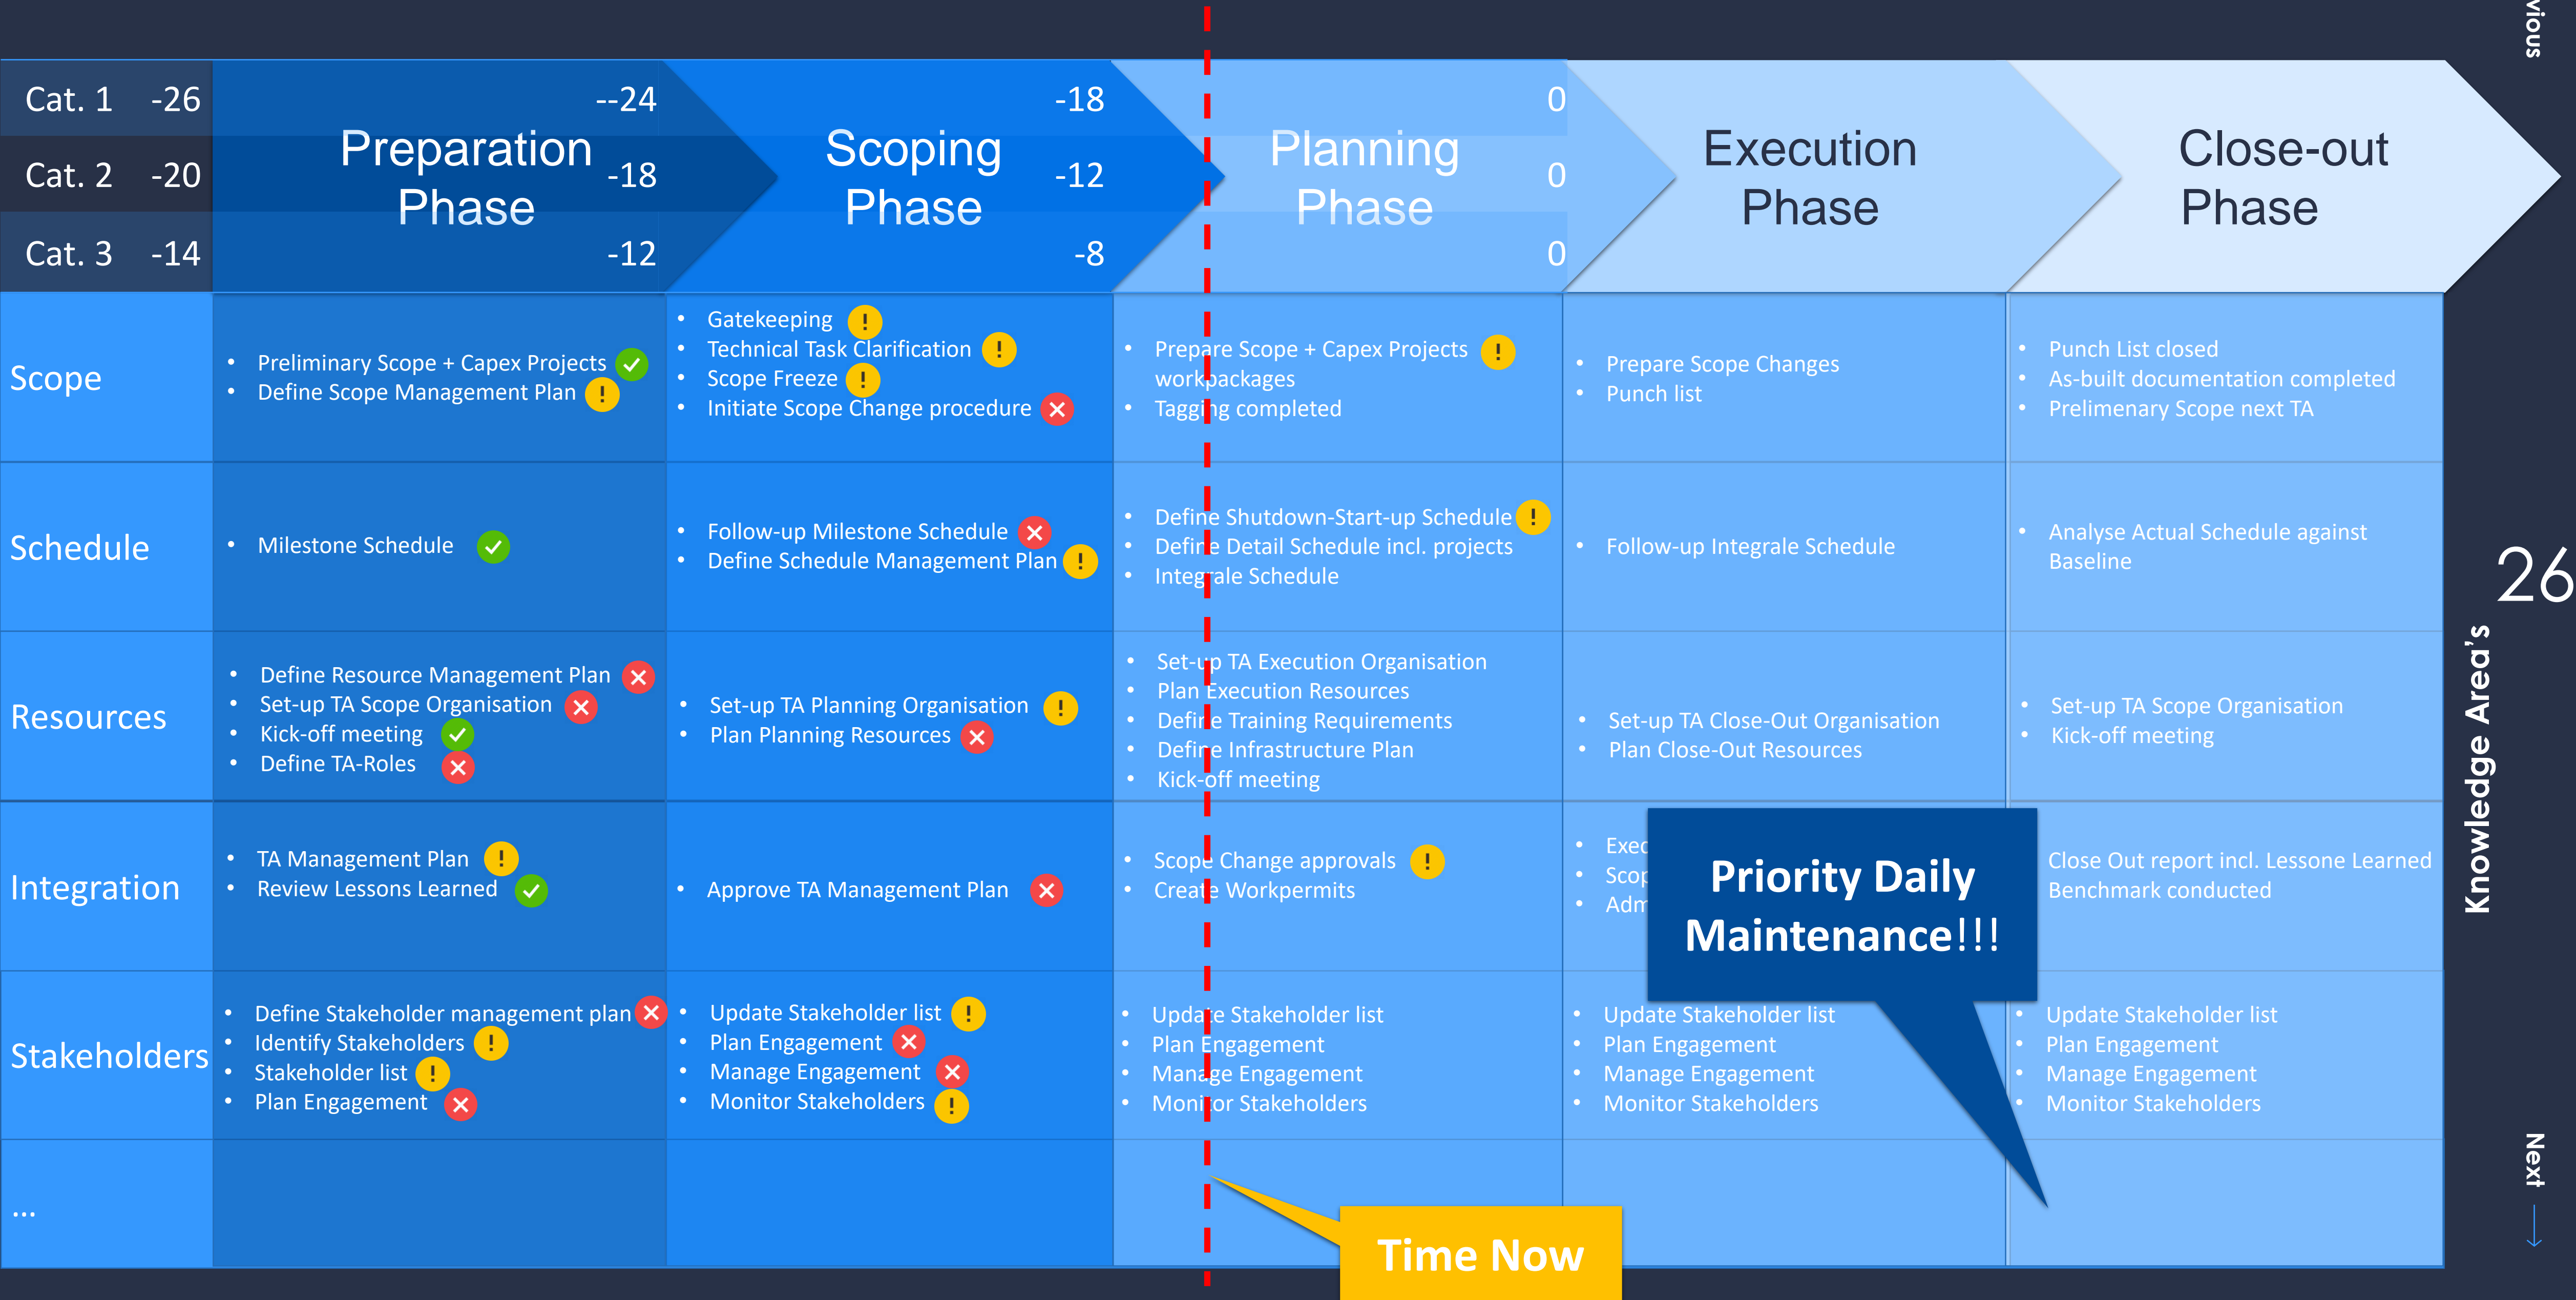 vious
Cat. 1 -26 --24 -18 0
Cat. 2 -20 -18 -12 0
Cat. 3 -14 -12 -8 0
Preparation
Phase
Scoping
Phase
Planning
Phase
Execution
Phase
Close-out
Phase
Scope
• Preliminary Scope + Capex Projects
• Define Scope Management Plan !
• Gatekeeping !
• Technical Task Clarification !
• Scope Freeze !
• Initiate Scope Change procedure
• Prepare Scope + Capex Projects !
workpackages
• Tagging completed
• Prepare Scope Changes
• Punch list
• Punch List closed
• As-built documentation completed
• Prelimenary Scope next TA
Schedule
• Milestone Schedule
• Follow-up Milestone Schedule
• Define Schedule Management Plan !
• Define Shutdown-Start-up Schedule !
• Define Detail Schedule incl. projects
• Integrale Schedule
• Follow-up Integrale Schedule
• Analyse Actual Schedule against
Baseline
Resources
• Define Resource Management Plan
• Set-up TA Scope Organisation
• Kick-off meeting
• Define TA-Roles
• Set-up TA Planning Organisation !
• Plan Planning Resources
• Set-up TA Execution Organisation
• Plan Execution Resources
• Define Training Requirements
• Define Infrastructure Plan
• Kick-off meeting
• Set-up TA Close-Out Organisation
• Plan Close-Out Resources
• Set-up TA Scope Organisation
• Kick-off meeting
Integration
• TA Management Plan !
• Review Lessons Learned
• Approve TA Management Plan
• Scope Change approvals !
• Create Workpermits
• Exec
• Scop
• Adm
Close Out report incl. Lessone Learned
Benchmark conducted
Priority Daily
Maintenance!!!
Stakeholders
• Define Stakeholder management plan
• Identify Stakeholders !
• Stakeholder list !
• Plan Engagement
• Update Stakeholder list !
• Plan Engagement
• Manage Engagement
• Monitor Stakeholders !
• Update Stakeholder list
• Plan Engagement
• Manage Engagement
• Monitor Stakeholders
• Update Stakeholder list
• Plan Engagement
• Manage Engagement
• Monitor Stakeholders
• Update Stakeholder list
• Plan Engagement
• Manage Engagement
• Monitor Stakeholders
...
Time Now
Knowledge Area's
26
Next →